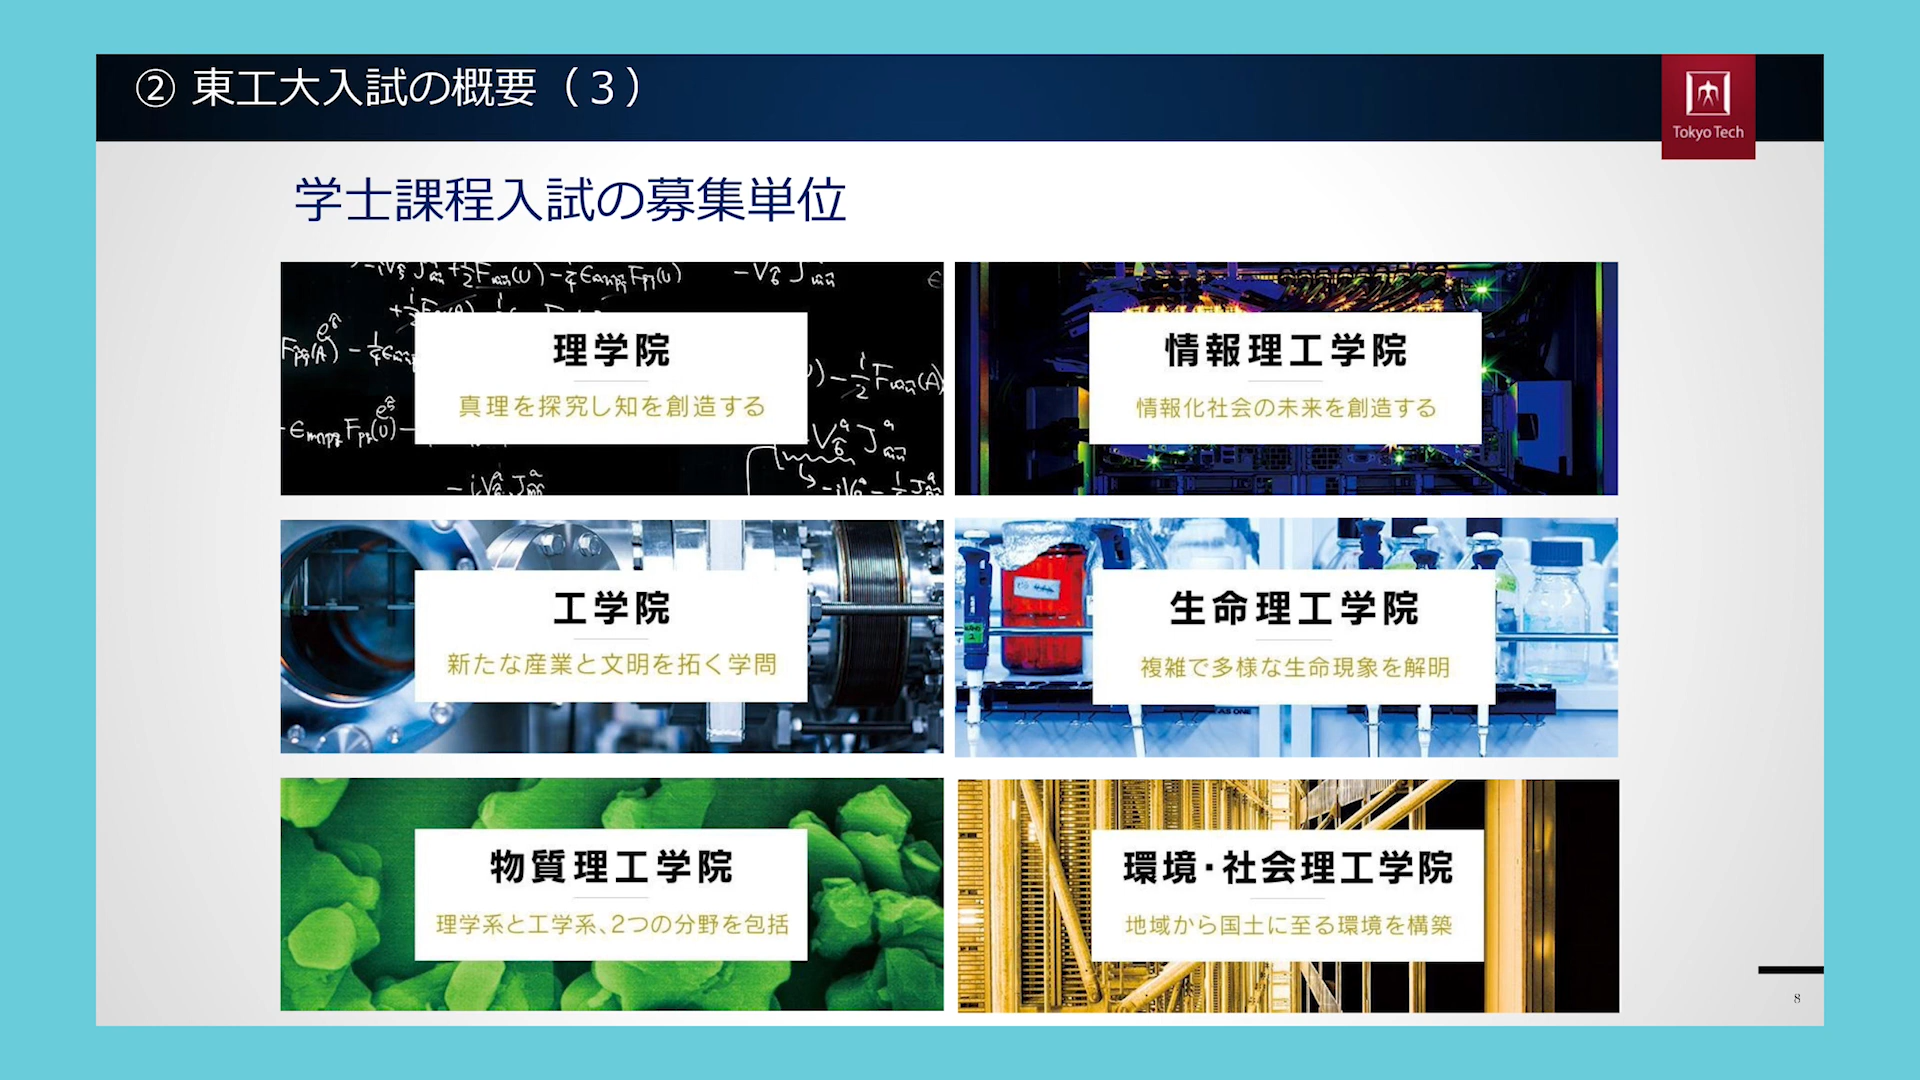 ② 東工大入試の概要（３）
Tokyo Tech
学士課程入試の募集単位
理学院
真理を探究し知を創造する
情報理工学院
情報化社会の未来を創造する
工学院
新たな産業と文明を拓く学問
生命理工学院
複雑で多様な生命現象を解明
AS ONE
物質理工学院
理学系と工学系、2つの分野を包括
環境・社会理工学院
地域から国土に至る環境を構築
8